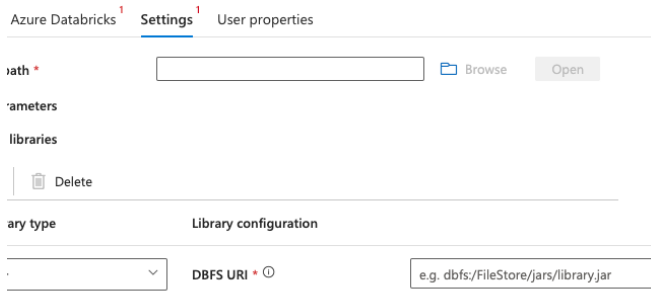 Azure Databricks 1 Settings 1 User properties
path * Browse Open
rameters
libraries
Delete
ary type Library configuration
DBFS URI * e.g. dbfs:/FileStore/jars/library.jar